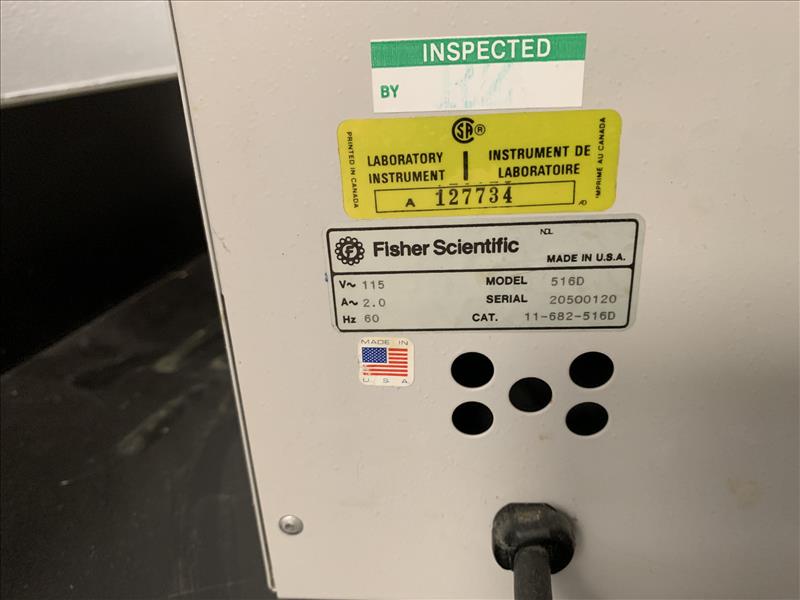 INSPECTED
BY
SA ®
PRINTED IN CANADA
LABORATORY INSTRUMENT
INSTRUMENT DE LABORATOIRE
IMPRIMÉ AU CANADA
A 127734
F Fisher Scientific
MADE IN U.S.A.
V~ 115
MODEL 516D
A~ 2.0
SERIAL 20500120
Hz 60
CAT. 11-682-516D
MADE IN
U S A